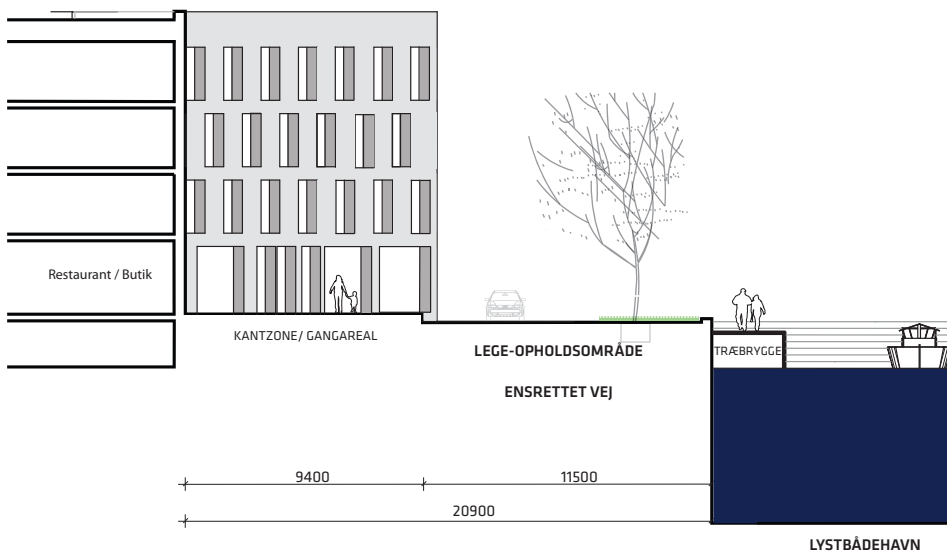 Restaurant / Butik
KANTZONE/ GANGAREAL
LEGE-OPHOLDSOMRÅDE
TRÆBRYGGE
ENSRETTET VEJ
9400
11500
20900
LYSTBÅDEHAVN